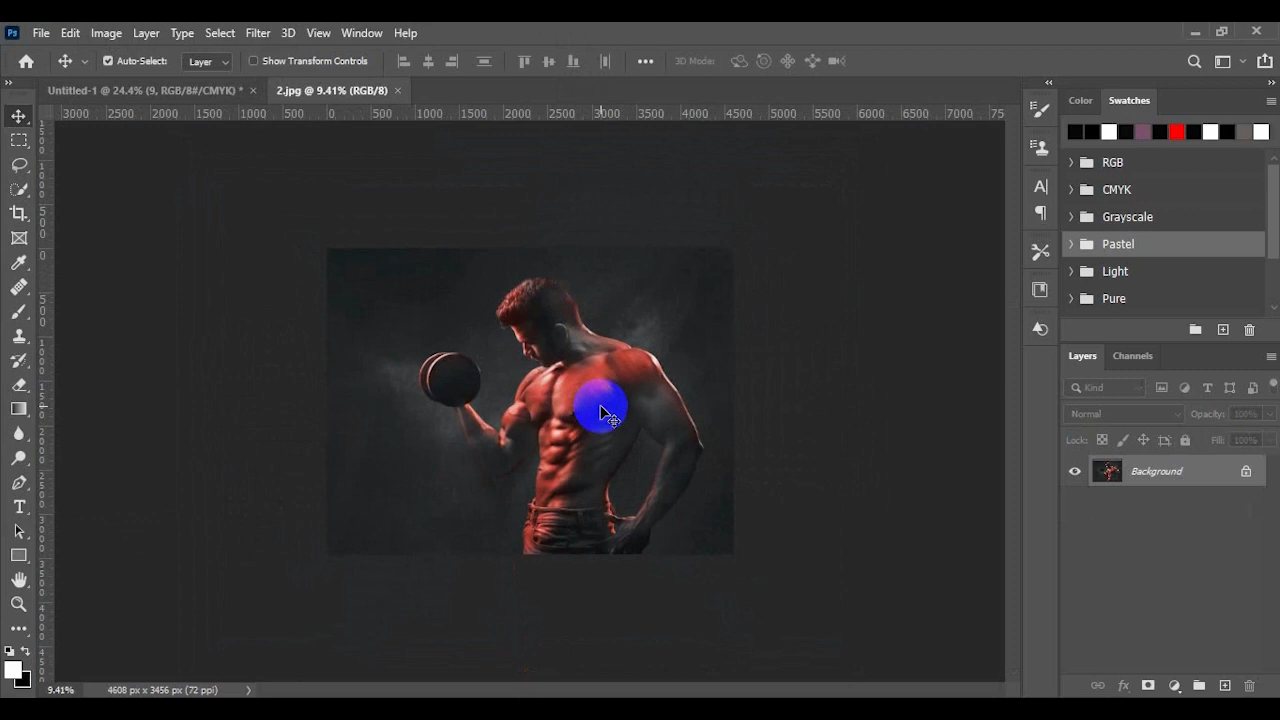 Ps File Edit Image Layer Type Select Filter 3D View Window Help
Auto-Select: Layer Show Transform Controls 3D Mode:
Untitled-1 @ 24.4% (9, RGB/8#/CMYK) * 2.jpg @ 9.41% (RGB/8)
3000 2500 2000 1500 1000 500 0 500 1000 1500 2000 2500 3000 3500 4000 4500 5000 5500 6000 6500 7000 75
Color Swatches
RGB
CMYK
Grayscale
Pastel
Light
Pure
Layers Channels
Kind
Normal Opacity: 100%
Lock: Fill: 100%
Background
9.41% 4608 px x 3456 px (72 ppi)